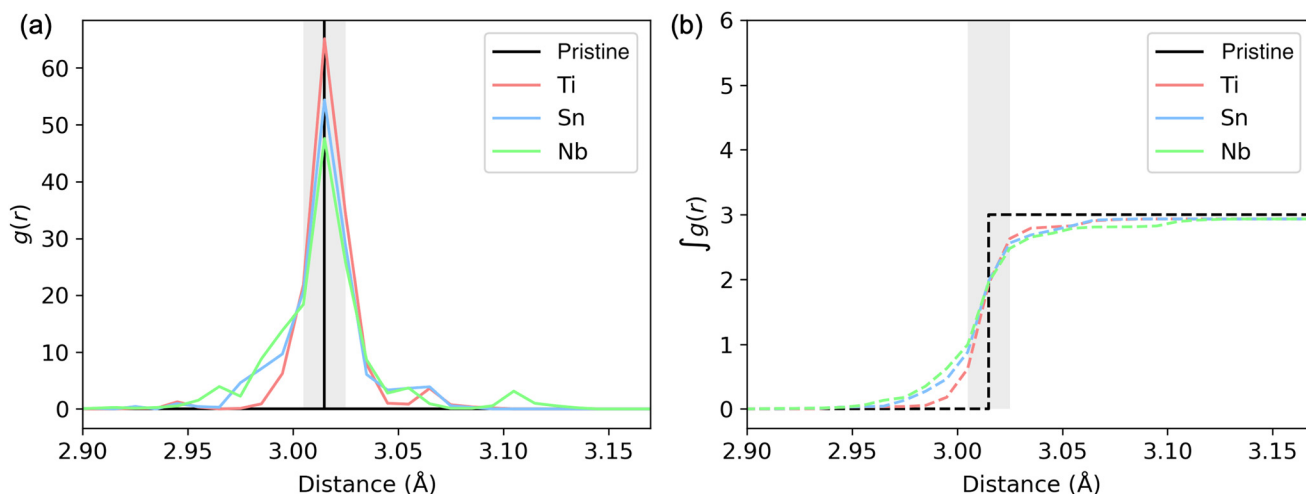 (a)
60
50
40
30
20
10
0
g(r)
2.90 2.95 3.00 3.05 3.10 3.15
Distance (Å)
Pristine
Ti
Sn
Nb
(b)
6
5
4
3
2
1
0
∫g(r)
2.90 2.95 3.00 3.05 3.10 3.15
Distance (Å)
Pristine
Ti
Sn
Nb